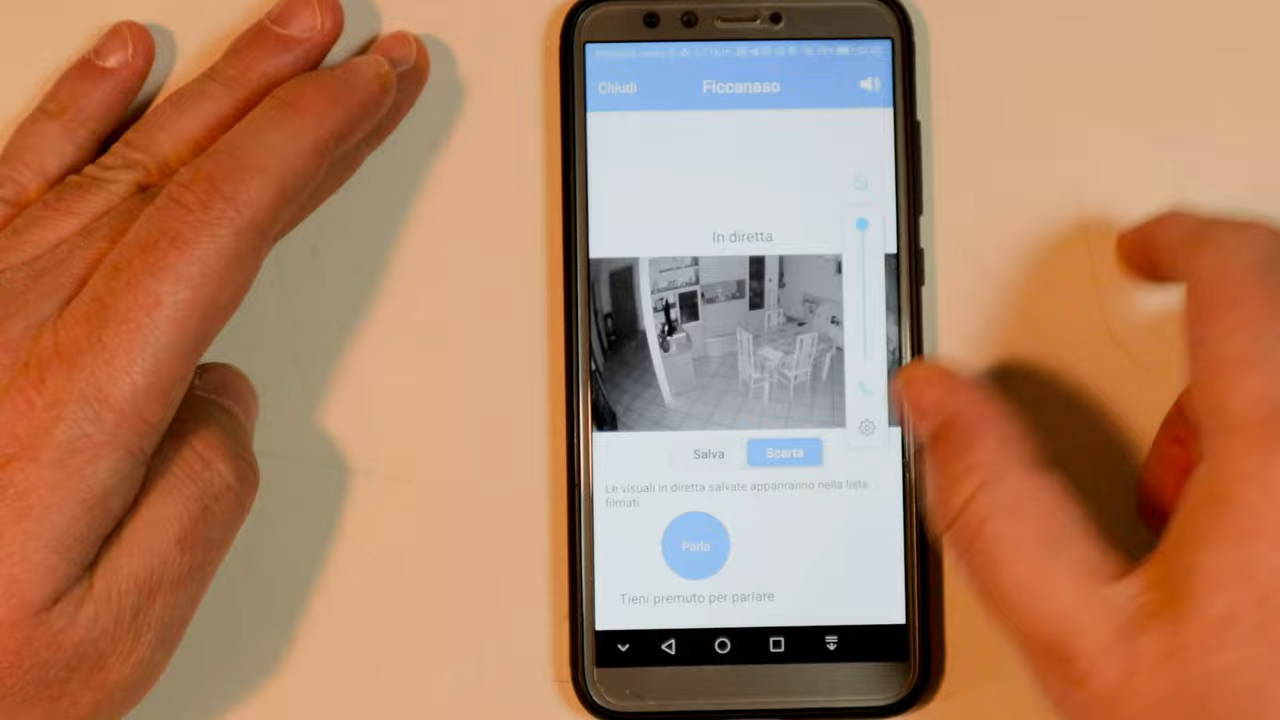 Chiudi
Ficcanaso
In diretta
Salva
Scarta
Le visuali in diretta salvate appariranno nella lista
filmati
Parla
Tieni premuto per parlare